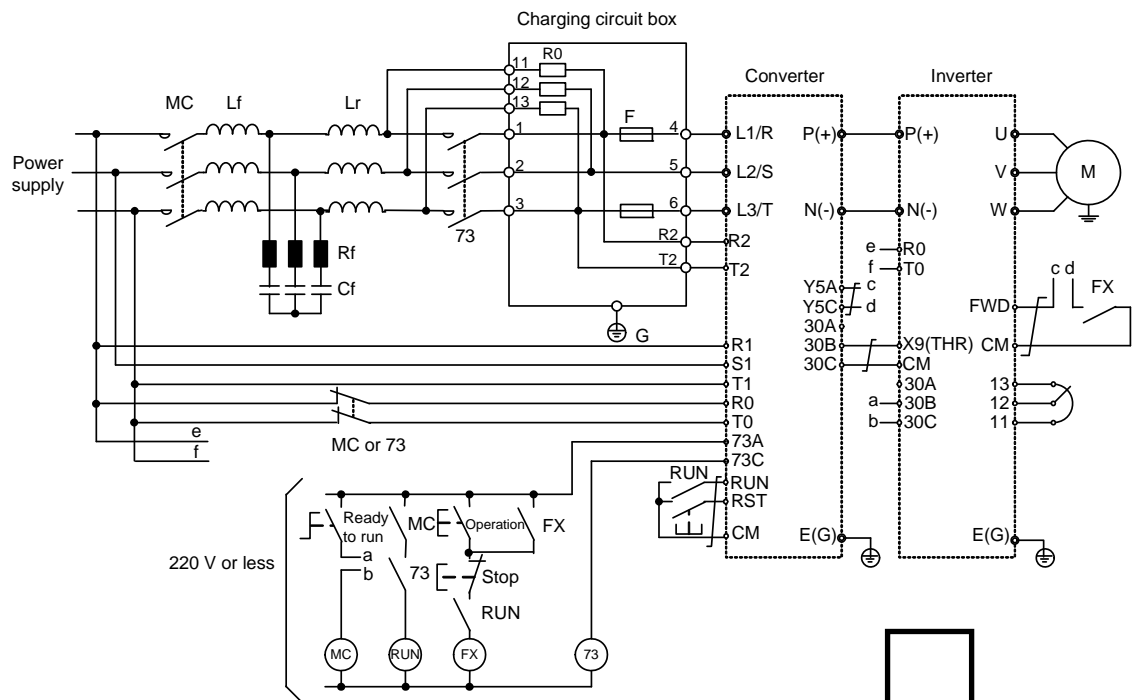 Charging circuit box
11 R0
12
13
MC Lf Lr
Converter Inverter
1 F 4 L1/R P(+) P(+) U
Power supply
2 5 L2/S V M
3 6 L3/T N(-) N(-) W
73
R2 R2 e R0
T2 T2 f T0
Rf
Cf
Y5A c
Y5C d
c d FX
FWD
30A
G
R1 30B X9(THR) CM
S1 30C CM
T1 30A 13
R0 a 30B 12
T0 b 30C 11
e
f
MC or 73
73A
73C
RUN RUN
RST
CM
E(G) E(G)
220 V or less
Ready to run
MC Operation FX
a
b
73 Stop
RUN
MC RUN FX 73